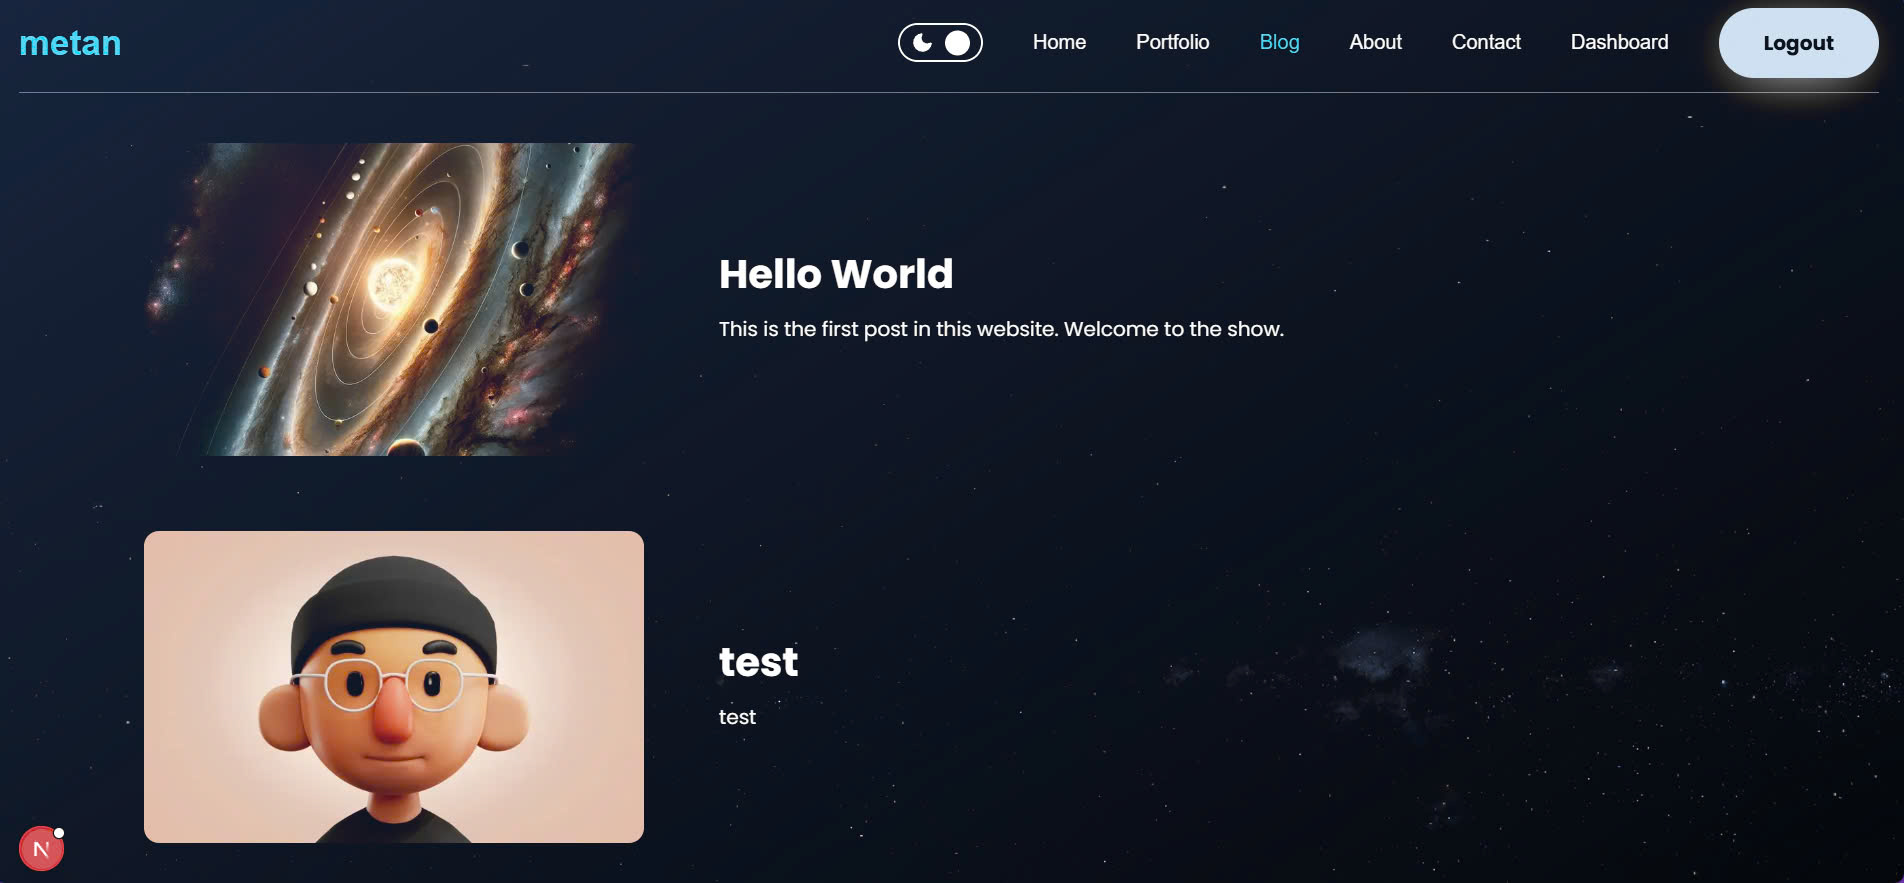 metan
Home Portfolio Blog About Contact Dashboard Logout
Hello World
This is the first post in this website. Welcome to the show.
test
test
N